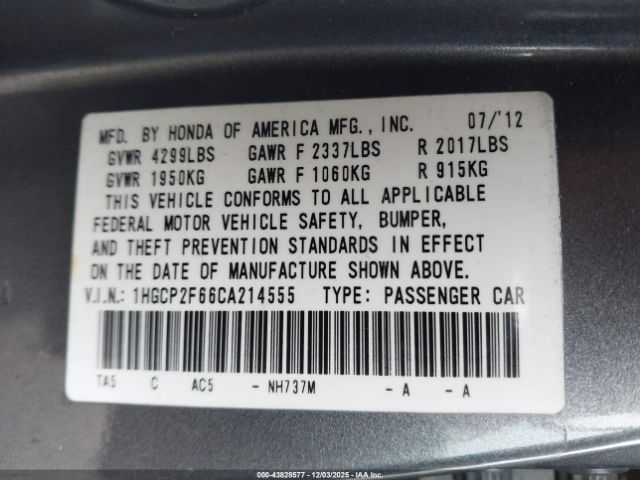 MFD. BY HONDA OF AMERICA MFG., INC. 07/'12
GVWR 4299LBS GAWR F 2337LBS R 2017LBS
GVWR 1950KG GAWR F 1060KG R 915KG
THIS VEHICLE CONFORMS TO ALL APPLICABLE
FEDERAL MOTOR VEHICLE SAFETY, BUMPER,
AND THEFT PREVENTION STANDARDS IN EFFECT
ON THE DATE OF MANUFACTURE SHOWN ABOVE.
V.I.N.: 1HGCP2F66CA214555 TYPE: PASSENGER CAR
TA5 C AC5 - NH737M - A - A
000-43828577 - 12/03/2025 - IAA Inc.